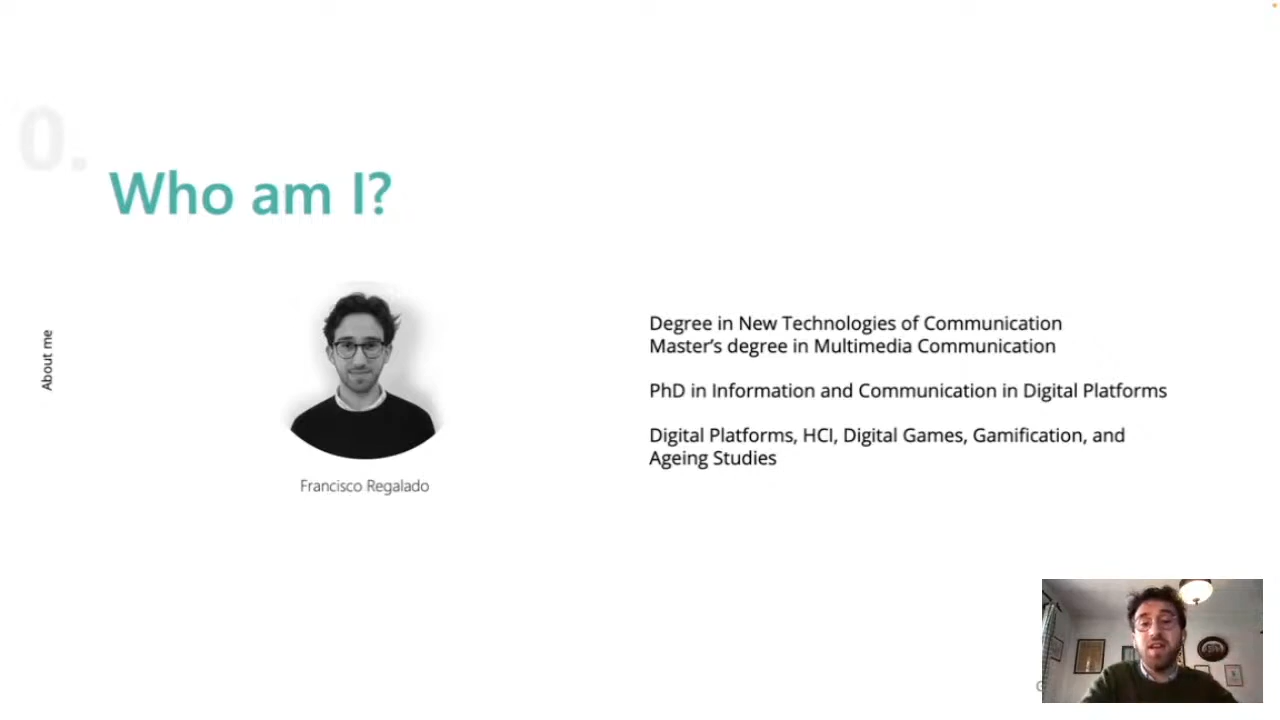 0.
Who am I?
About me
Degree in New Technologies of Communication
Master’s degree in Multimedia Communication
PhD in Information and Communication in Digital Platforms
Digital Platforms, HCI, Digital Games, Gamification, and
Ageing Studies
Francisco Regalado